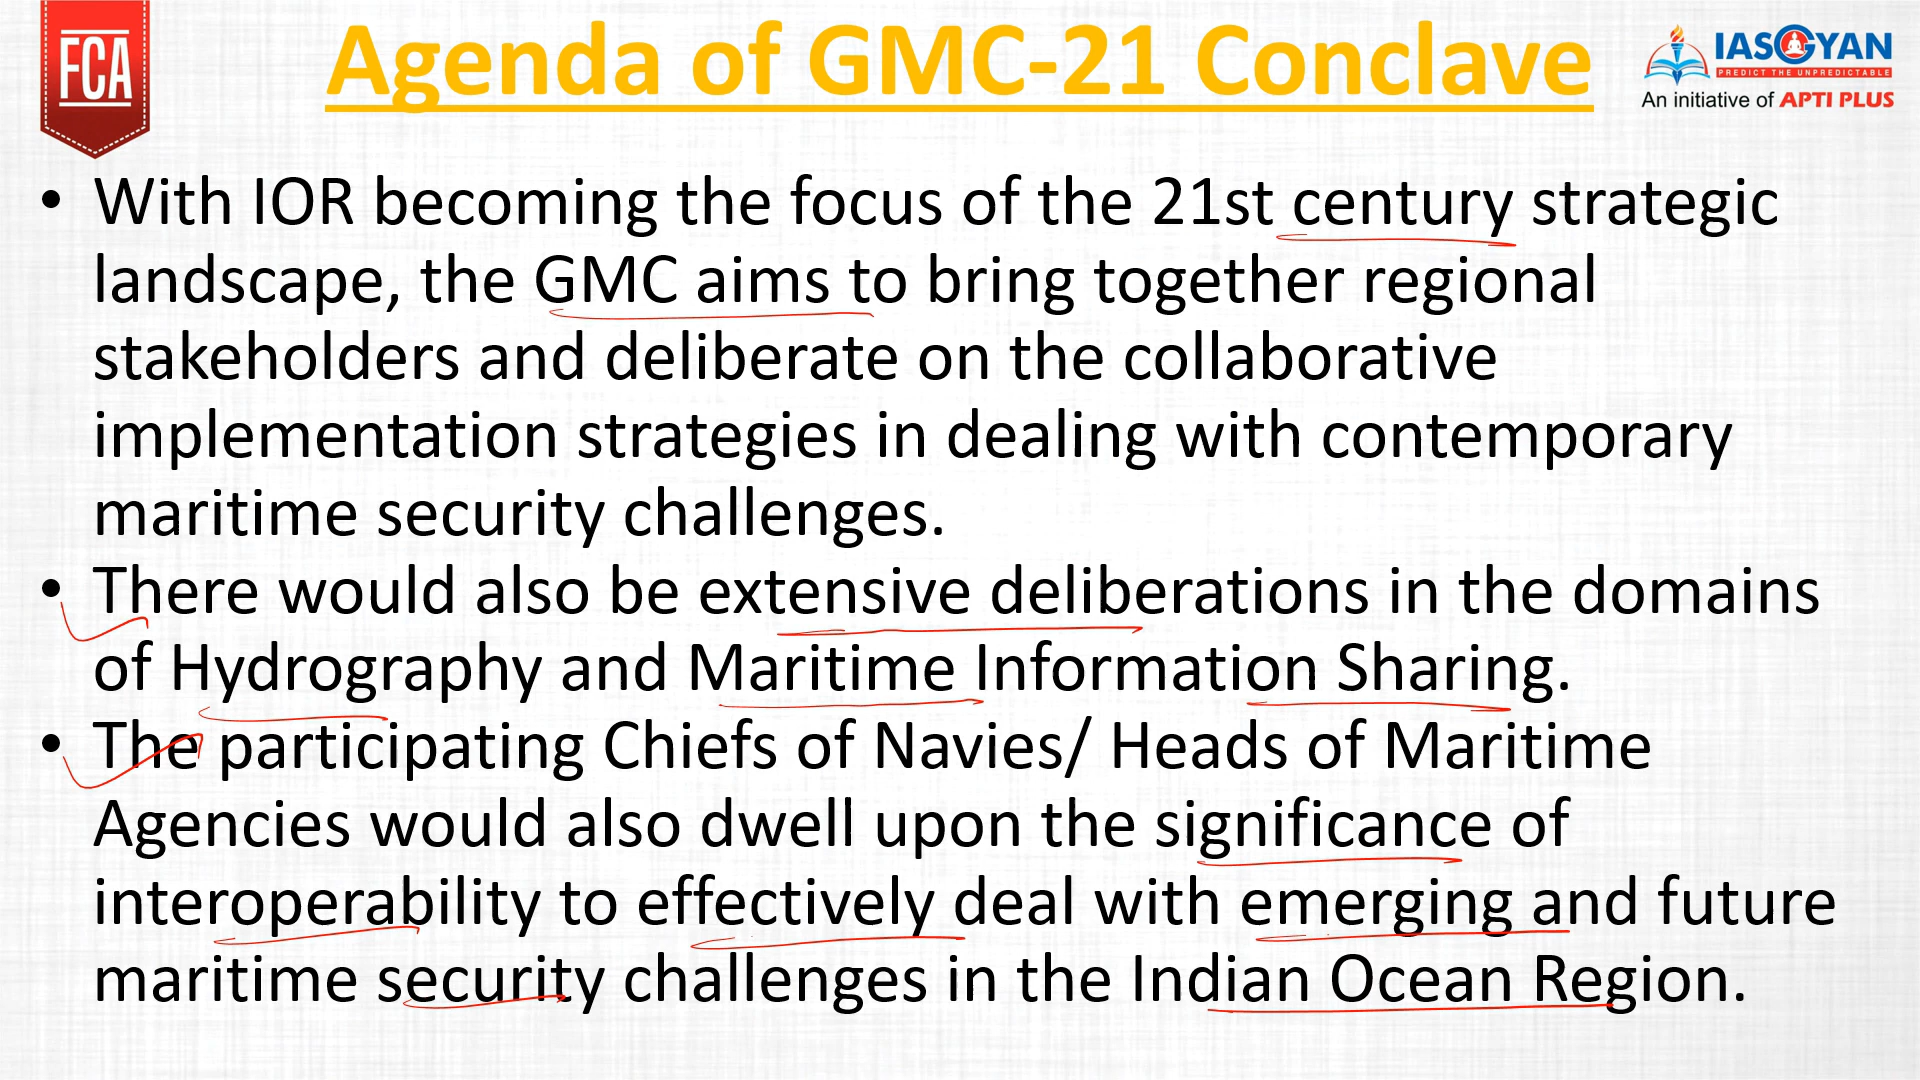 FCA
Agenda of GMC-21 Conclave
IASGYAN
PREDICT THE UNPREDICTABLE
An initiative of APTI PLUS
• With IOR becoming the focus of the 21st century strategic
landscape, the GMC aims to bring together regional
stakeholders and deliberate on the collaborative
implementation strategies in dealing with contemporary
maritime security challenges.
• There would also be extensive deliberations in the domains
of Hydrography and Maritime Information Sharing.
• The participating Chiefs of Navies/ Heads of Maritime
Agencies would also dwell upon the significance of
interoperability to effectively deal with emerging and future
maritime security challenges in the Indian Ocean Region.